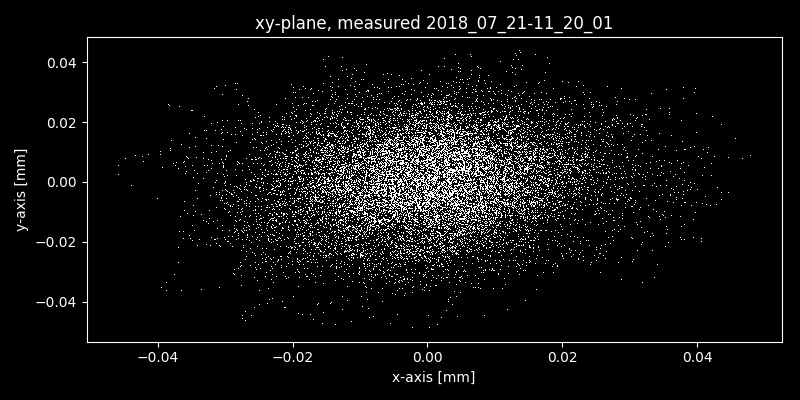 xy-plane, measured 2018_07_21-11_20_01
0.04
0.02
0.00
−0.02
−0.04
y-axis [mm]
−0.04 −0.02 0.00 0.02 0.04
x-axis [mm]